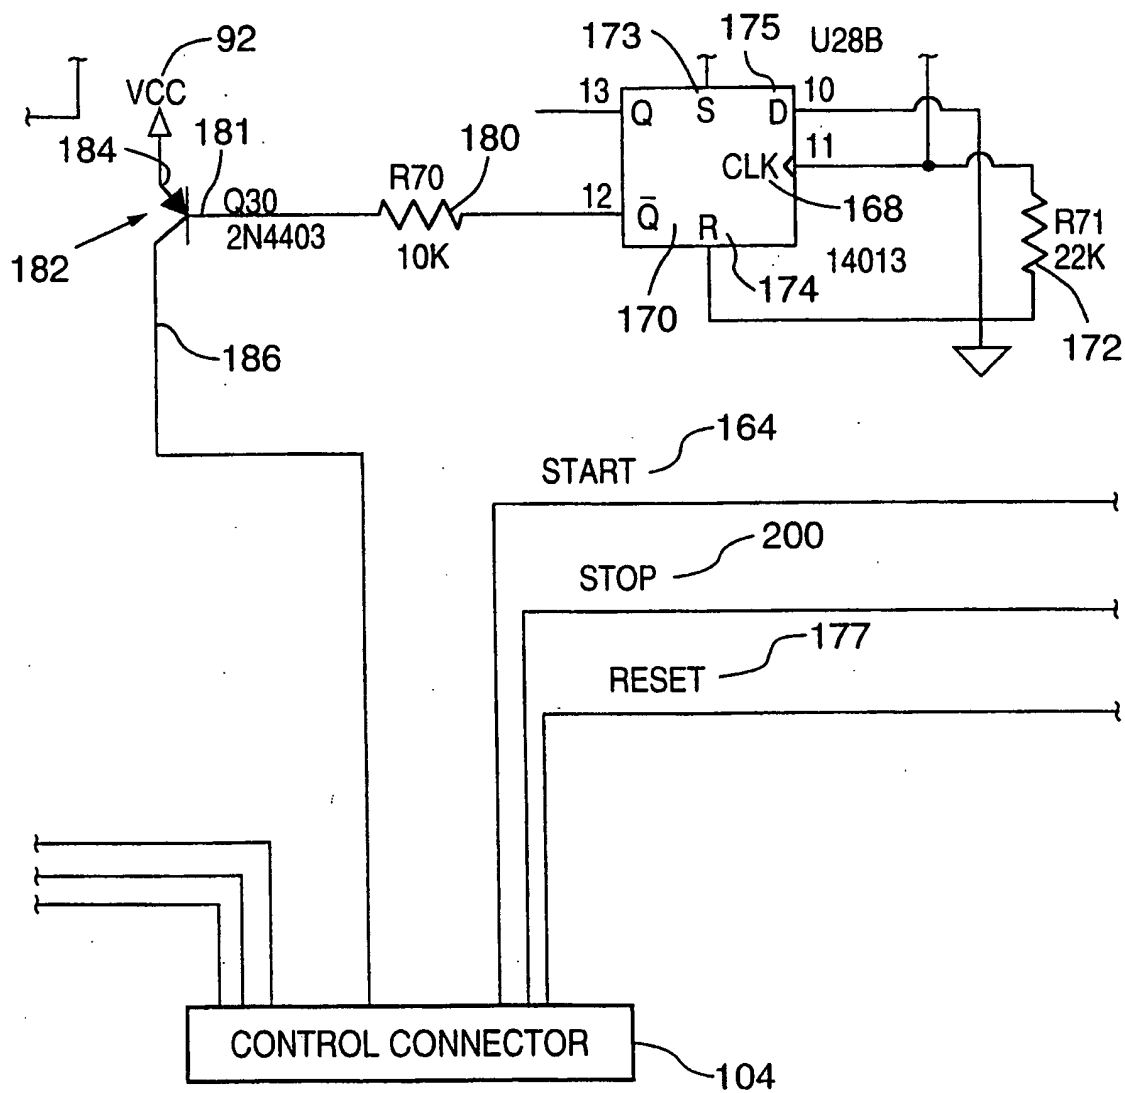 92
VCC
173
175
U28B
13
Q
S
D
10
184
181
180
CLK
11
R70
Q30
2N4403
10K
12
Q̅
R
168
R71
22K
182
170
174
14013
172
186
164
START
200
STOP
177
RESET
CONTROL CONNECTOR
104